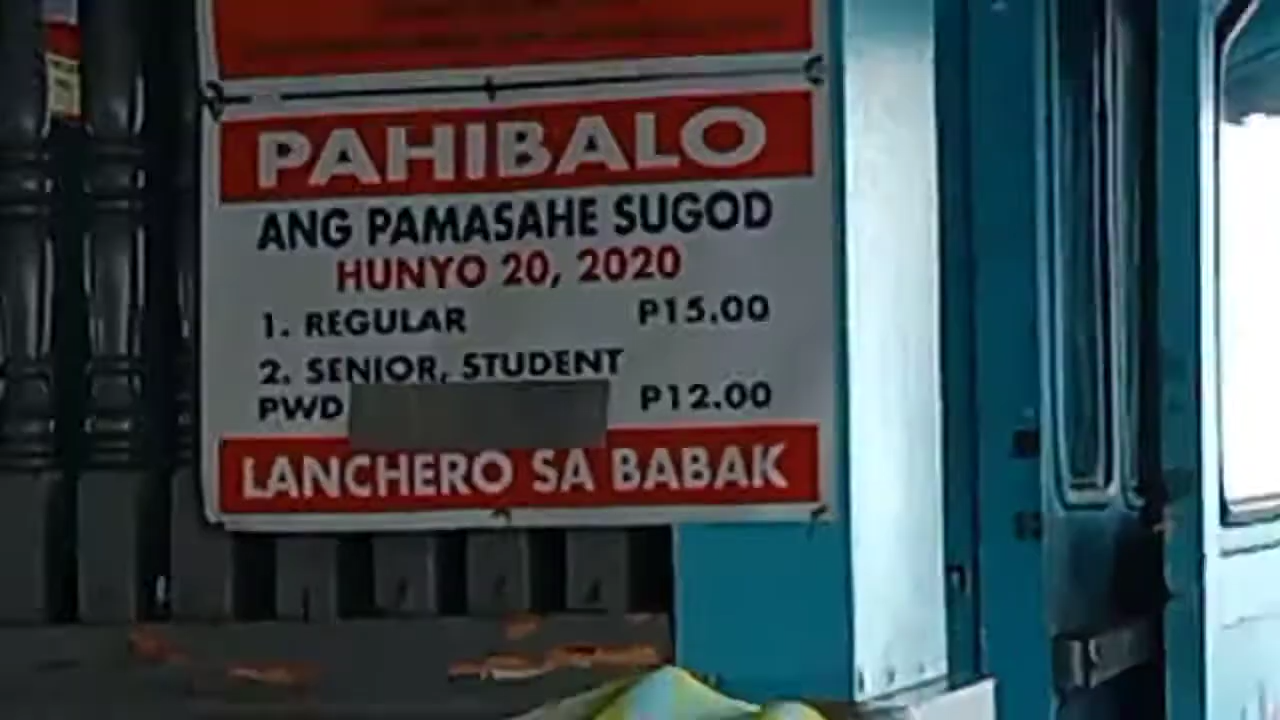 PAHIBALO
ANG PAMASAHE SUGOD
HUNYO 20, 2020
1. REGULAR P15.00
2. SENIOR, STUDENT
PWD P12.00
LANCHERO SA BABAK